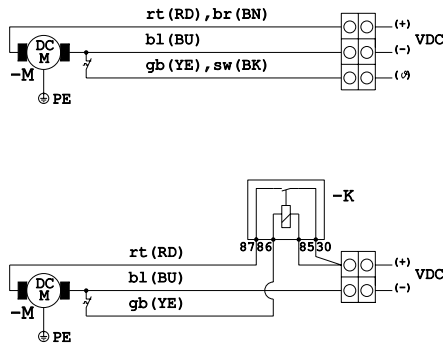 rt(RD),br(BN)
(+)
DC
M
bl(BU)
(-)
VDC
-M
gb(YE),sw(BK)
(ϑ)
PE
-K
87 86 85 30
rt(RD)
(+)
DC
M
bl(BU)
(-)
VDC
-M
gb(YE)
PE